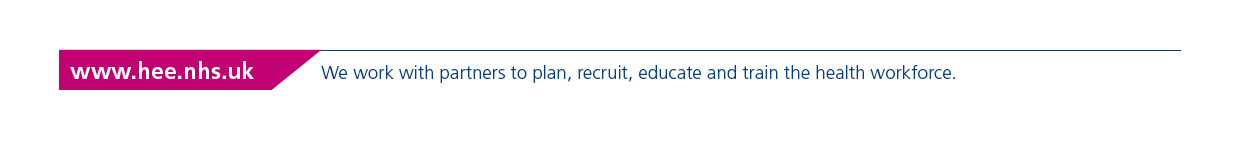 www.hee.nhs.uk We work with partners to plan, recruit, educate and train the health workforce.